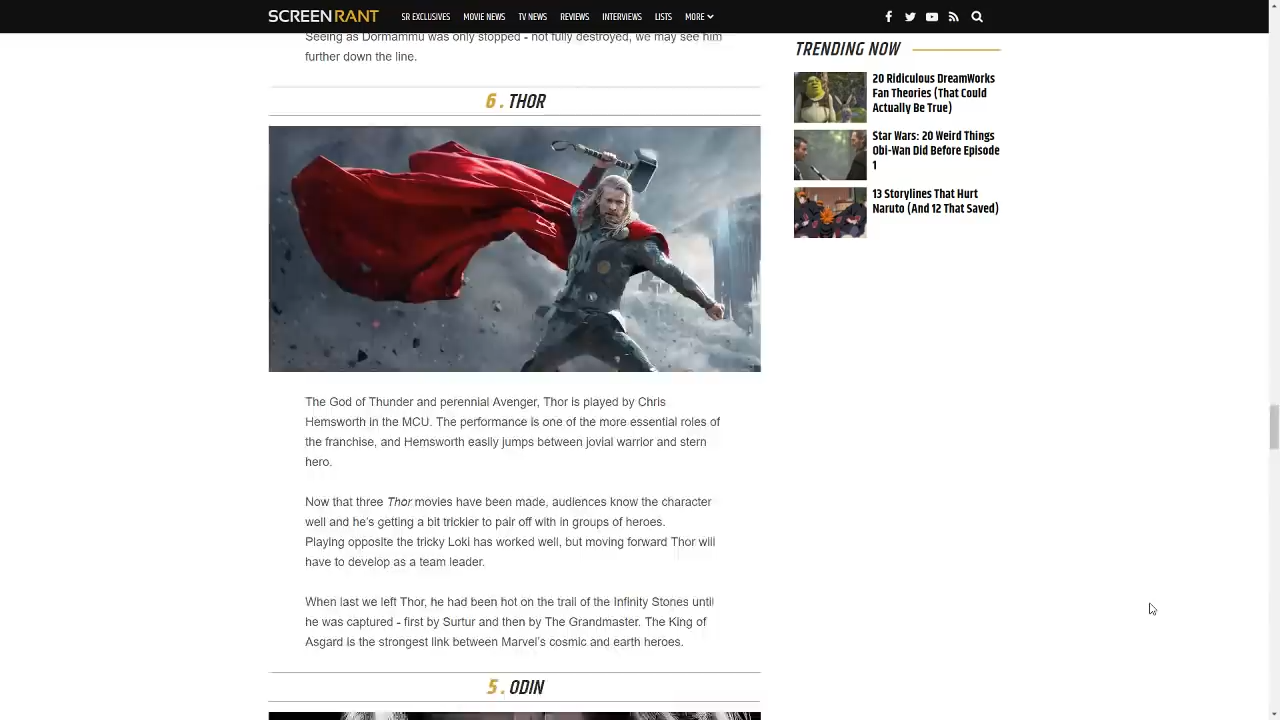 SCREENRANT SR EXCLUSIVES MOVIE NEWS TV NEWS REVIEWS INTERVIEWS LISTS MORE
Seeing as Dormammu was only stopped - not fully destroyed, we may see him
further down the line.
6 . THOR
The God of Thunder and perennial Avenger, Thor is played by Chris
Hemsworth in the MCU. The performance is one of the more essential roles of
the franchise, and Hemsworth easily jumps between jovial warrior and stern
hero.
Now that three Thor movies have been made, audiences know the character
well and he's getting a bit trickier to pair off with in groups of heroes.
Playing opposite the tricky Loki has worked well, but moving forward Thor will
have to develop as a team leader.
When last we left Thor, he had been hot on the trail of the Infinity Stones until
he was captured - first by Surtur and then by The Grandmaster. The King of
Asgard is the strongest link between Marvel's cosmic and earth heroes.
5 . ODIN
TRENDING NOW
20 Ridiculous DreamWorks
Fan Theories (That Could
Actually Be True)
Star Wars: 20 Weird Things
Obi-Wan Did Before Episode
1
13 Storylines That Hurt
Naruto (And 12 That Saved)